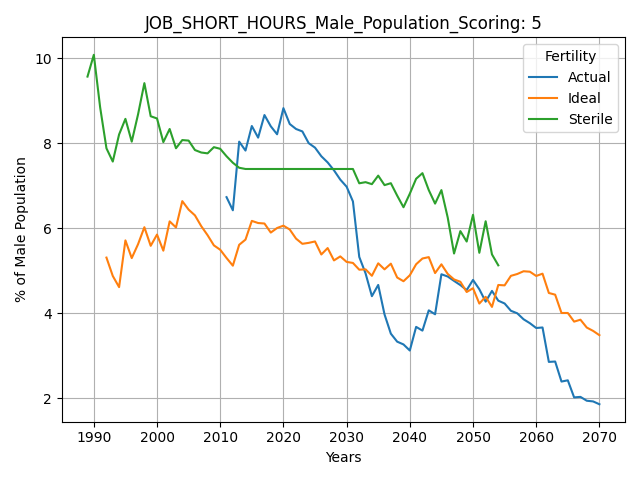 JOB_SHORT_HOURS_Male_Population_Scoring: 5
Fertility
Actual
Ideal
Sterile
% of Male Population
10
8
6
4
2
1990 2000 2010 2020 2030 2040 2050 2060 2070
Years